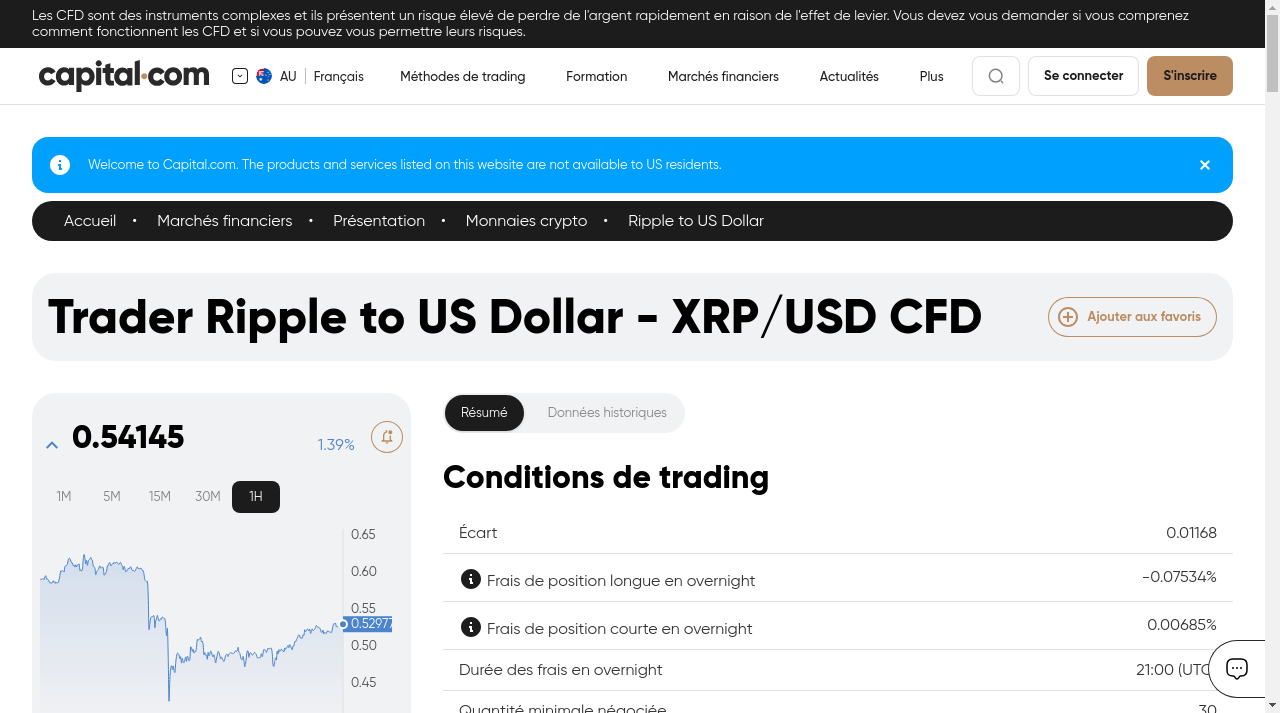 Les CFD sont des instruments complexes et ils présentent un risque élevé de perdre de l'argent rapidement en raison de l'effet de levier. Vous devez vous demander si vous comprenez
comment fonctionnent les CFD et si vous pouvez vous permettre leurs risques.
capital.com AU Français Méthodes de trading Formation Marchés financiers Actualités Plus Se connecter S'inscrire
Welcome to Capital.com. The products and services listed on this website are not available to US residents.
Accueil • Marchés financiers • Présentation • Monnaies crypto • Ripple to US Dollar
Trader Ripple to US Dollar - XRP/USD CFD
Ajouter aux favoris
0.54145 1.39%
1M 5M 15M 30M 1H
0.65
0.60
0.55
0.52977
0.50
0.45
Résumé Données historiques
Conditions de trading
Écart 0.01168
Frais de position longue en overnight -0.07534%
Frais de position courte en overnight 0.00685%
Durée des frais en overnight 21:00 (UTC
Quantité minimale négociée 30